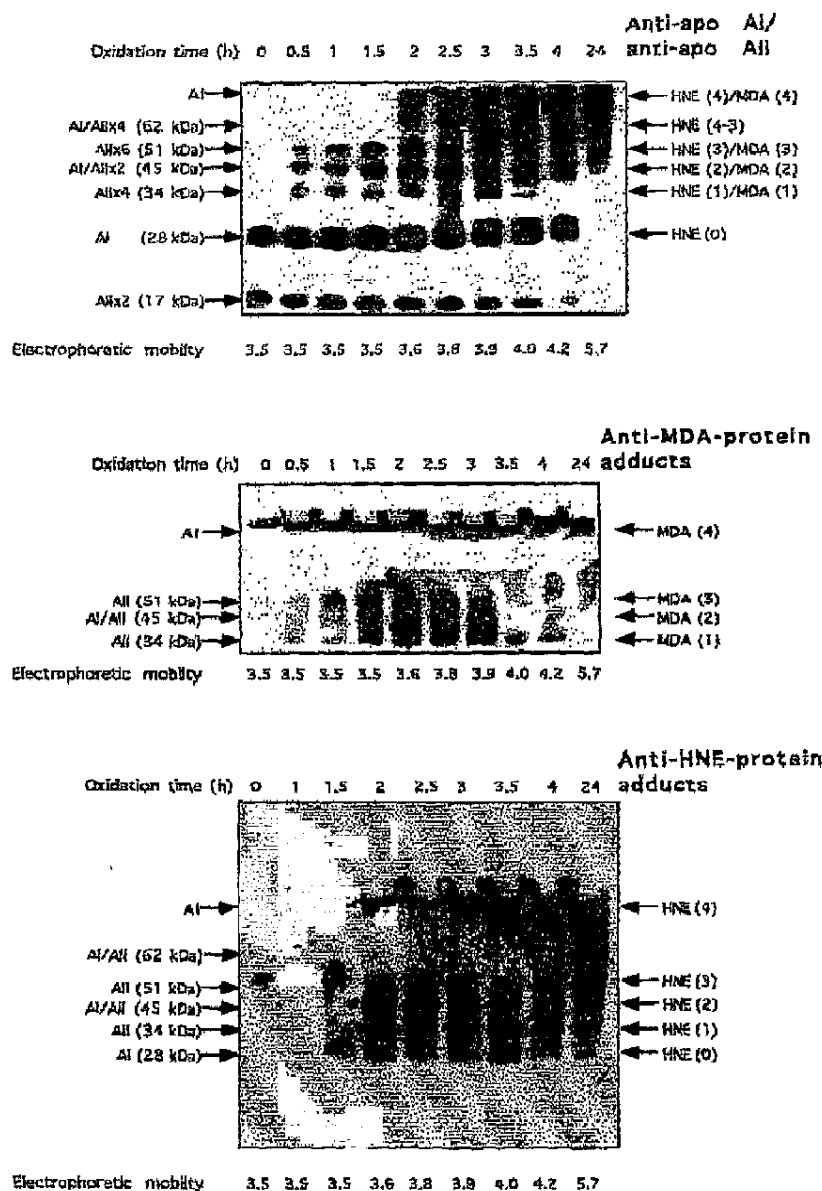 Anti-apo AI/
Oxidation time (h) 0 0.5 1 1.5 2 2.5 3 3.5 4 24 anti-apo AII
AI HNE (4)/MDA (4)
AI/AIIx4 (62 kDa) HNE (4-3)
AIIx6 (51 kDa) HNE (3)/MDA (3)
AI/AIIx2 (45 kDa) HNE (2)/MDA (2)
AIIx4 (34 kDa) HNE (1)/MDA (1)
AI (28 kDa) HNE (0)
AIIx2 (17 kDa)
Electrophoretic mobility 3.5 3.5 3.5 3.5 3.6 3.8 3.9 4.0 4.2 5.7
Anti-MDA-protein
Oxidation time (h) 0 0.5 1 1.5 2 2.5 3 3.5 4 24 adducts
AI MDA (4)
AII (51 kDa) MDA (3)
AI/AII (45 kDa) MDA (2)
AII (34 kDa) MDA (1)
Electrophoretic mobility 3.5 3.5 3.5 3.5 3.6 3.8 3.9 4.0 4.2 5.7
Anti-HNE-protein
Oxidation time (h) 0 1 1.5 2 2.5 3 3.5 4 24 adducts
AI HNE (4)
AI/AII (62 kDa)
AII (51 kDa) HNE (3)
AI/AII (45 kDa) HNE (2)
AII (34 kDa) HNE (1)
AI (28 kDa) HNE (0)
Electrophoretic mobility 3.5 3.5 3.5 3.6 3.8 3.9 4.0 4.2 5.7